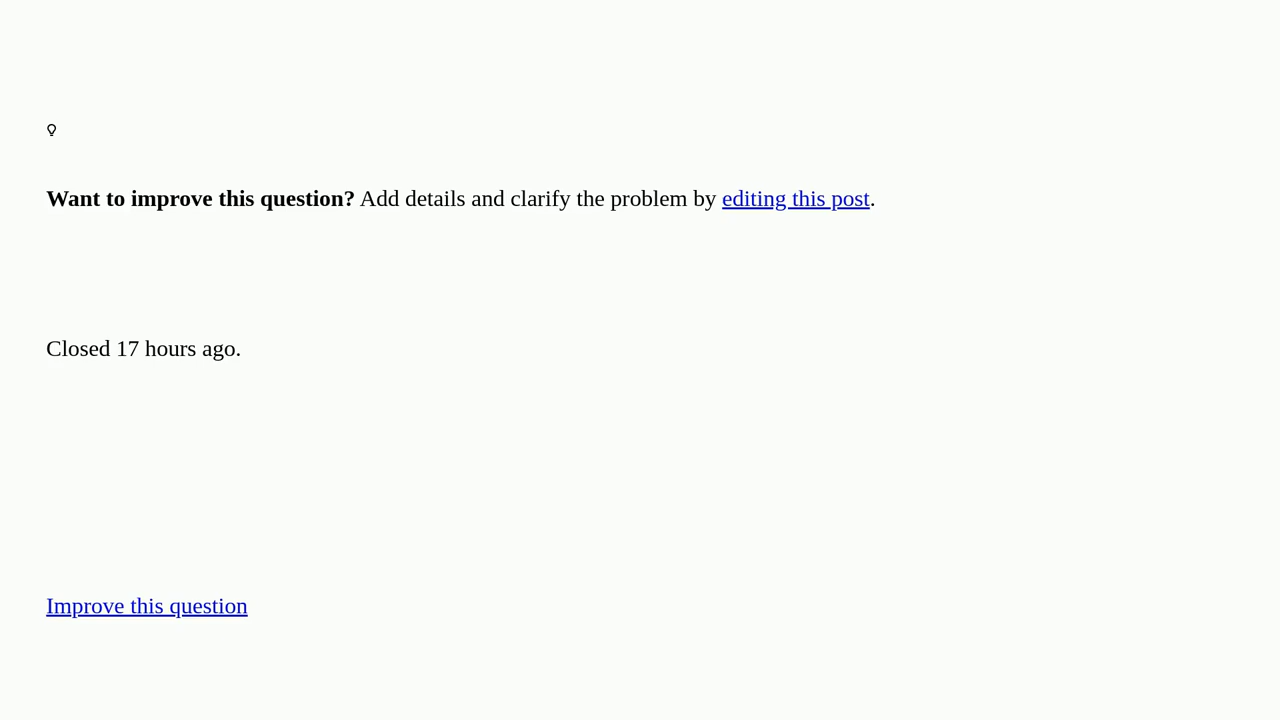 Want to improve this question? Add details and clarify the problem by editing this post.
Closed 17 hours ago.
Improve this question